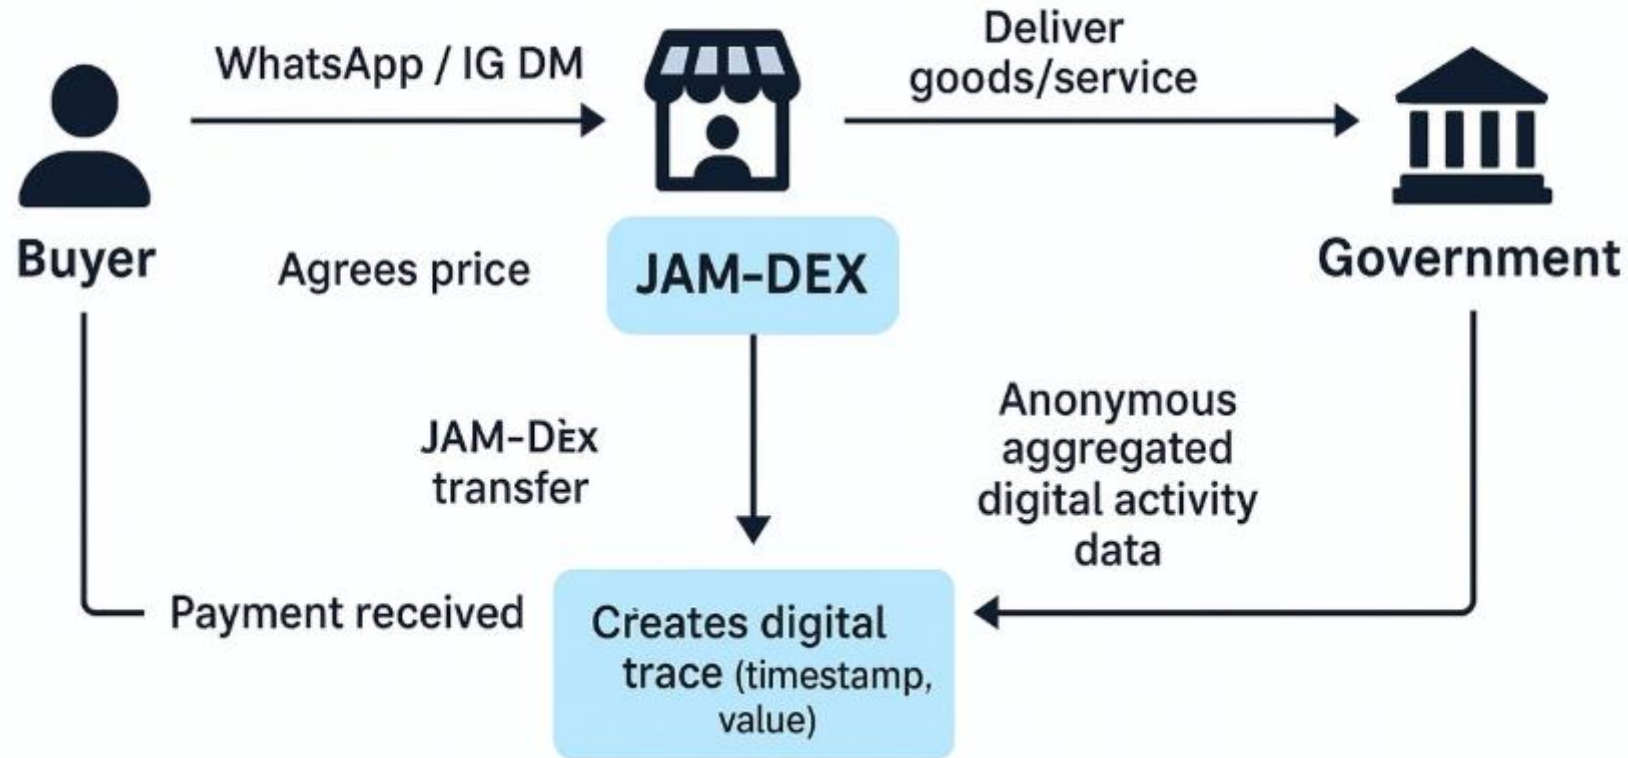 WhatsApp / IG DM
Deliver
goods/service
Buyer
Agrees price
JAM-DEX
Government
JAM-DÈX
transfer
Anonymous
aggregated
digital activity
data
Payment received
Creates digital
trace (timestamp,
value)